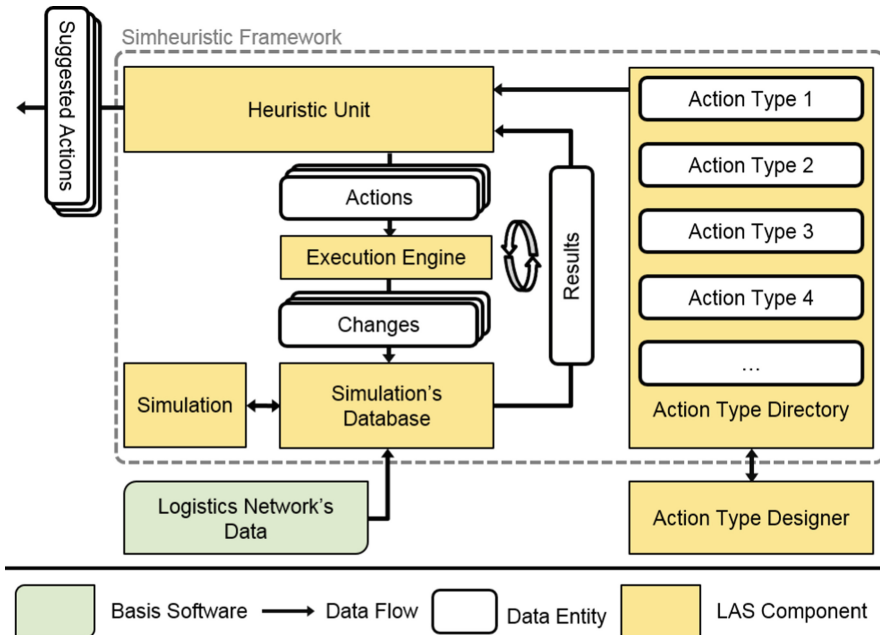 Suggested Actions
Simheuristic Framework
Heuristic Unit
Actions
Execution Engine
Changes
Simulation
Simulation's
Database
Results
Action Type 1
Action Type 2
Action Type 3
Action Type 4
...
Action Type Directory
Logistics Network's
Data
Action Type Designer
Basis Software
Data Flow
Data Entity
LAS Component